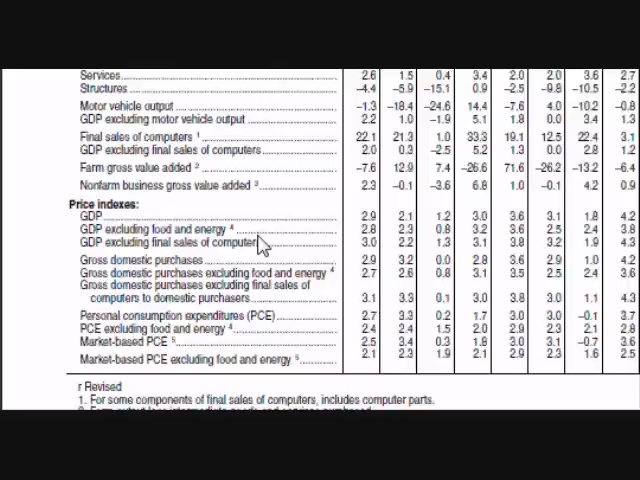 Services 2.6 1.5 0.4 3.4 2.0 2.0 3.6 2.7
Structures –4.4 –5.9 –15.1 0.9 –2.5 –9.8 –10.5 –2.2
Motor vehicle output –1.3 –18.4 –24.6 14.4 –7.6 4.0 –10.2 –0.8
GDP excluding motor vehicle output 2.2 1.0 –1.9 5.1 1.8 0.0 3.4 1.3
Final sales of computers 1 22.1 21.3 1.0 33.3 19.1 12.5 22.4 3.1
GDP excluding final sales of computers 2.0 0.3 –2.5 5.2 1.3 0.0 2.8 1.2
Farm gross value added 2 –7.6 12.9 7.4 –26.6 71.6 –26.2 –13.2 –6.4
Nonfarm business gross value added 3 2.3 –0.1 –3.6 6.8 1.0 –0.1 4.2 0.9
Price indexes:
GDP 2.9 2.1 1.2 3.0 3.6 3.1 1.8 4.2
GDP excluding food and energy 4 2.8 2.3 0.8 3.2 3.6 2.5 2.4 3.8
GDP excluding final sales of computer 3.0 2.2 1.3 3.1 3.8 3.2 1.9 4.3
Gross domestic purchases 2.9 3.2 0.0 2.8 3.6 2.9 1.0 4.2
Gross domestic purchases excluding food and energy 4 2.7 2.6 0.8 3.1 3.5 2.5 2.4 3.6
Gross domestic purchases excluding final sales of
computers to domestic purchasers 3.1 3.3 0.1 3.0 3.8 3.0 1.1 4.3
Personal consumption expenditures (PCE) 2.7 3.3 0.2 1.7 3.0 3.0 –0.1 3.7
PCE excluding food and energy 4 2.4 2.4 1.5 2.0 2.9 2.3 2.1 2.8
Market-based PCE 5 2.5 3.4 0.3 1.8 3.0 3.1 –0.7 3.6
Market-based PCE excluding food and energy 5 2.1 2.3 1.9 2.1 2.9 2.3 1.6 2.5
r Revised
1. For some components of final sales of computers, includes computer parts.